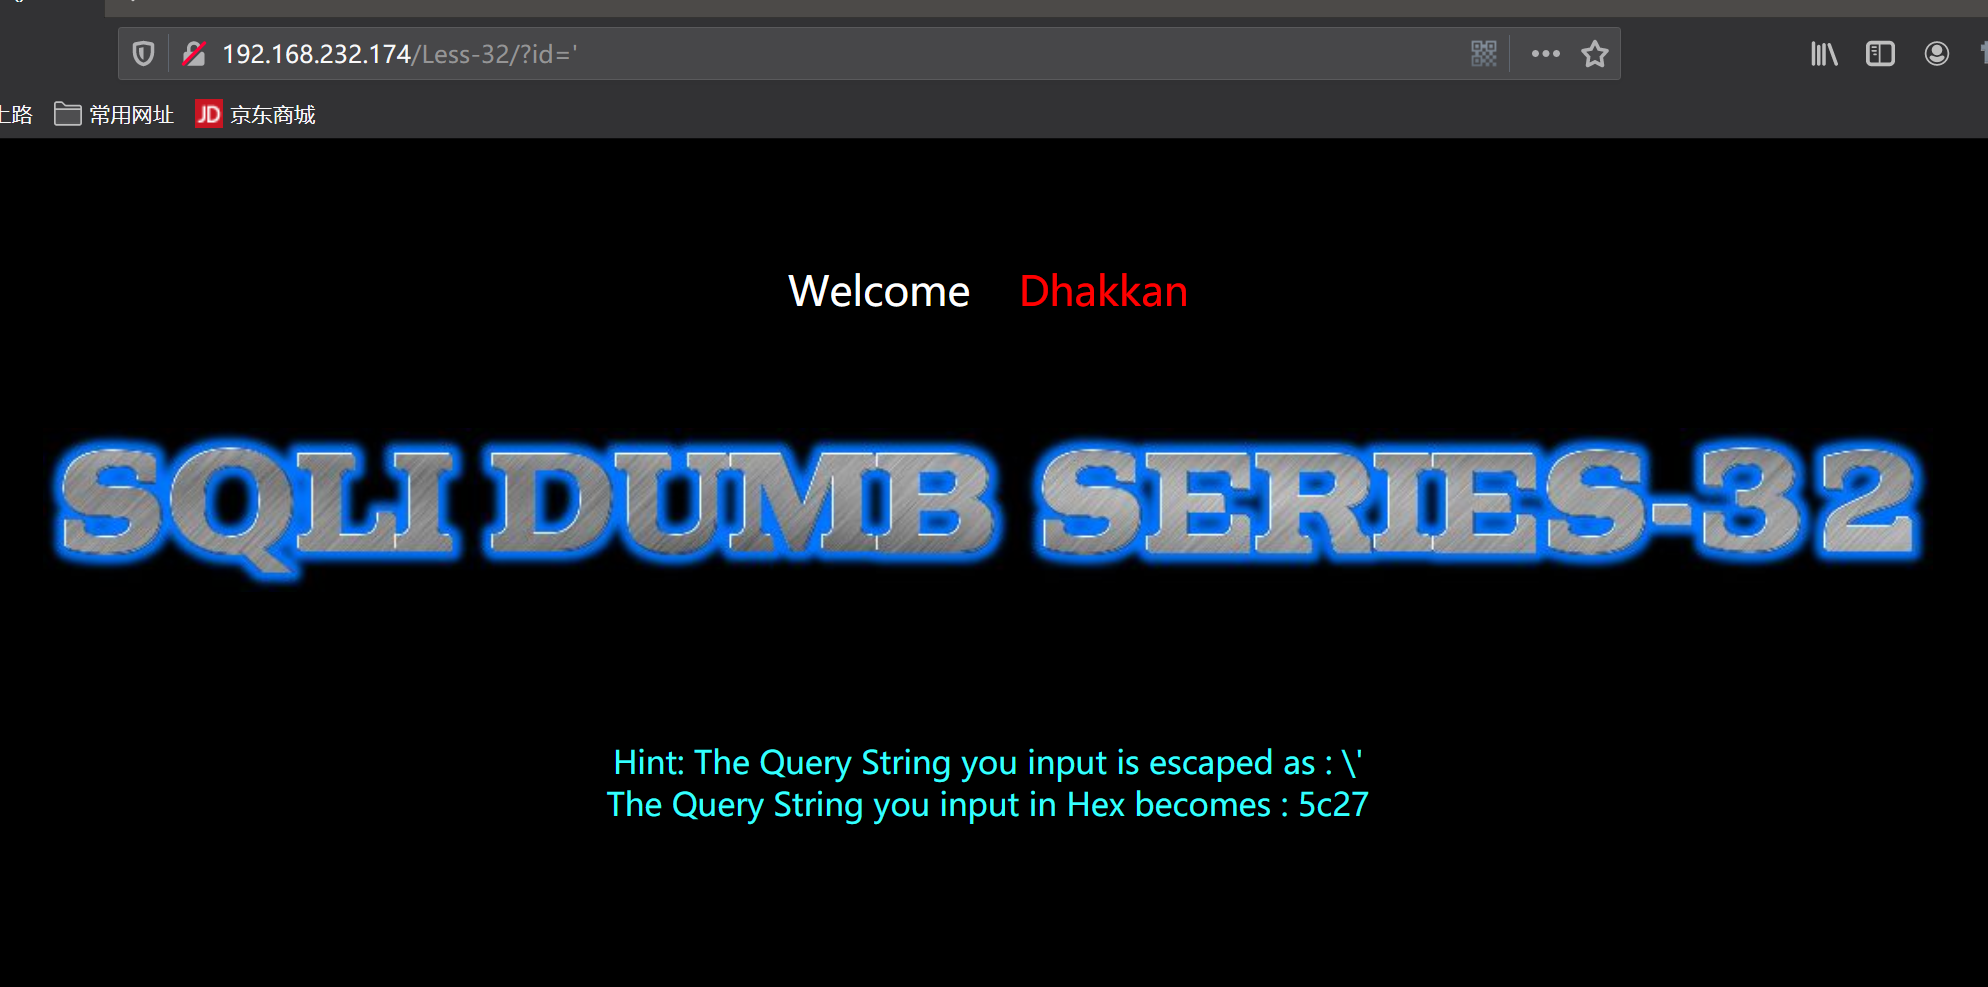 192.168.232.174/Less-32/?id='
上路 常用网址 JD 京东商城
Welcome Dhakkan
SQLI DUMB SERIES-32
Hint: The Query String you input is escaped as : \'
The Query String you input in Hex becomes : 5c27